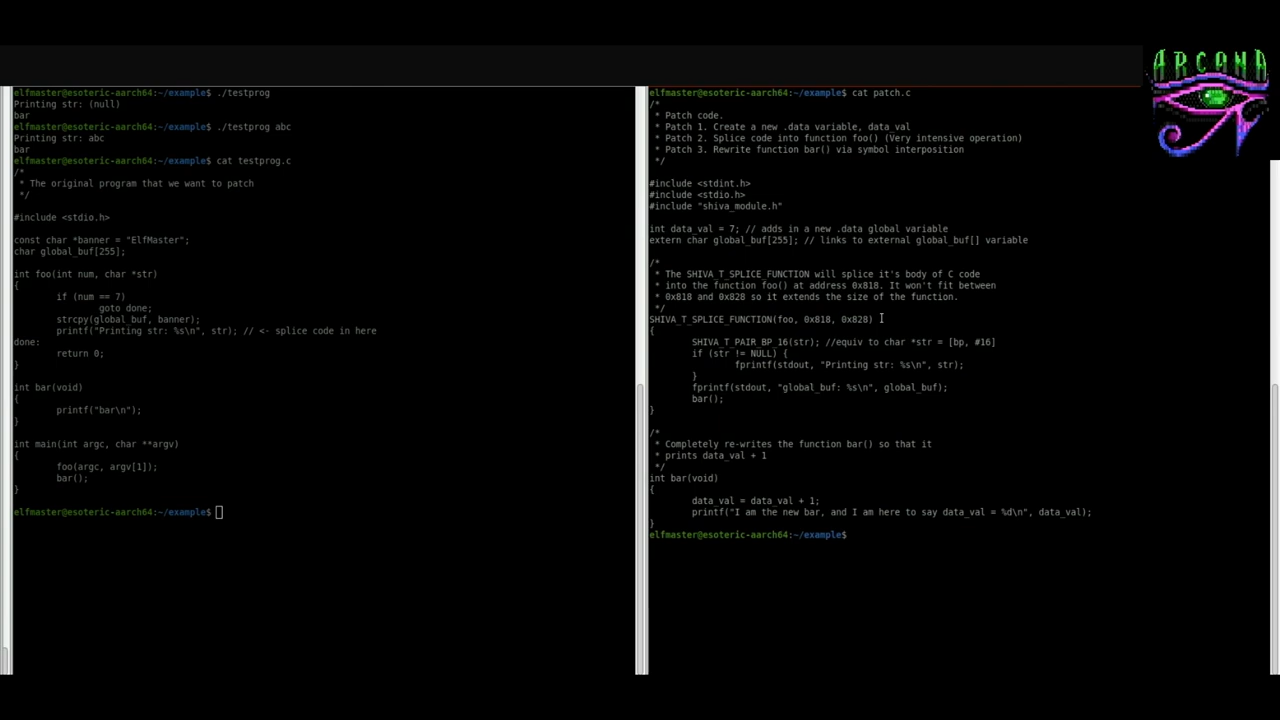 elfmaster@esoteric-aarch64:~/example$ ./testprog
Printing str: (null)
bar
elfmaster@esoteric-aarch64:~/example$ ./testprog abc
Printing str: abc
bar
elfmaster@esoteric-aarch64:~/example$ cat testprog.c
/*
 * The original program that we want to patch
 */

#include <stdio.h>

const char *banner = "ElfMaster";
char global_buf[255];

int foo(int num, char *str)
{
        if (num == 7)
                goto done;
        strcpy(global_buf, banner);
        printf("Printing str: %s\n", str); // <- splice code in here
done:
        return 0;
}

int bar(void)
{
        printf("bar\n");
}

int main(int argc, char **argv)
{
        foo(argc, argv[1]);
        bar();
}

elfmaster@esoteric-aarch64:~/example$
elfmaster@esoteric-aarch64:~/example$ cat patch.c
/*
 * Patch code.
 * Patch 1. Create a new .data variable, data_val
 * Patch 2. Splice code into function foo() (Very intensive operation)
 * Patch 3. Rewrite function bar() via symbol interposition
 */

#include <stdint.h>
#include <stdio.h>
#include "shiva_module.h"

int data_val = 7; // adds in a new .data global variable
extern char global_buf[255]; // links to external global_buf[] variable

/*
 * The SHIVA_T_SPLICE_FUNCTION will splice it's body of C code
 * into the function foo() at address 0x818. It won't fit between
 * 0x818 and 0x828 so it extends the size of the function.
 */
SHIVA_T_SPLICE_FUNCTION(foo, 0x818, 0x828)
{
        SHIVA_T_PAIR_BP_16(str); //equiv to char *str = [bp, #16]
        if (str != NULL) {
                fprintf(stdout, "Printing str: %s\n", str);
        }
        fprintf(stdout, "global_buf: %s\n", global_buf);
        bar();
}

/*
 * Completely re-writes the function bar() so that it
 * prints data_val + 1
 */
int bar(void)
{
        data_val = data_val + 1;
        printf("I am the new bar, and I am here to say data_val = %d\n", data_val);
}
elfmaster@esoteric-aarch64:~/example$
ARCANA